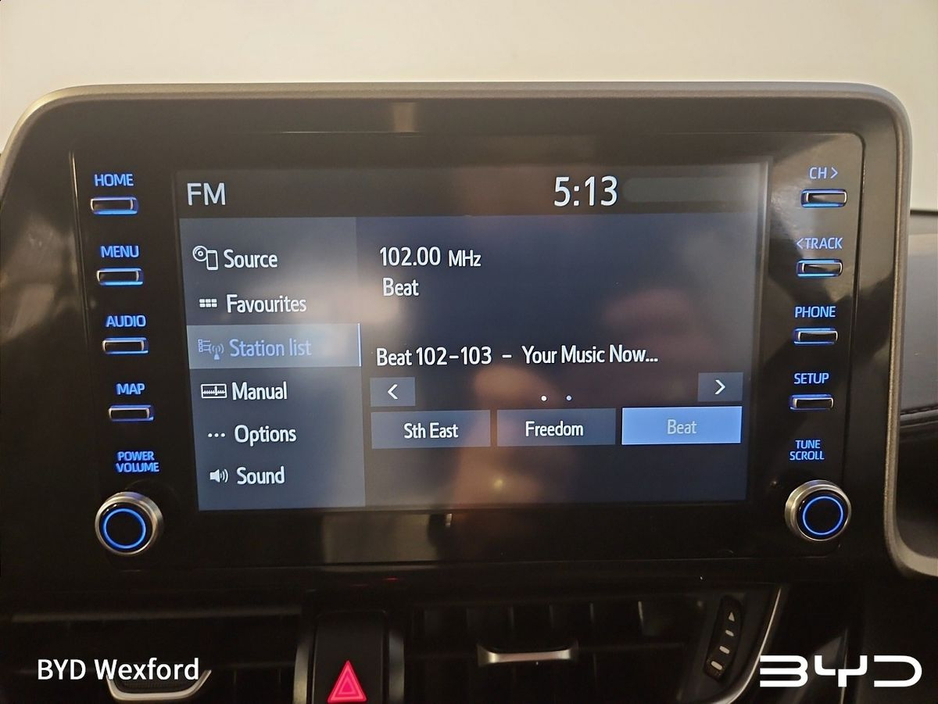 HOME
MENU
AUDIO
MAP
POWER
VOLUME
FM
5:13
Source
Favourites
Station list
Manual
Options
Sound
102.00 MHz
Beat
Beat 102-103 - Your Music Now...
< >
Sth East Freedom Beat
CH >
< TRACK
PHONE
SETUP
TUNE
SCROLL
BYD Wexford
BYD